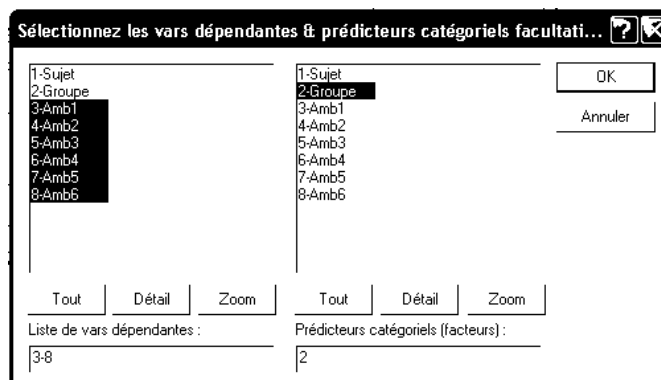 Sélectionnez les vars dépendantes & prédicteurs catégoriels facultati...
1-Sujet
2-Groupe
3-Amb1
4-Amb2
5-Amb3
6-Amb4
7-Amb5
8-Amb6
1-Sujet
2-Groupe
3-Amb1
4-Amb2
5-Amb3
6-Amb4
7-Amb5
8-Amb6
OK
Annuler
Tout Détail Zoom
Tout Détail Zoom
Liste de vars dépendantes :
3-8
Prédicteurs catégoriels (facteurs) :
2